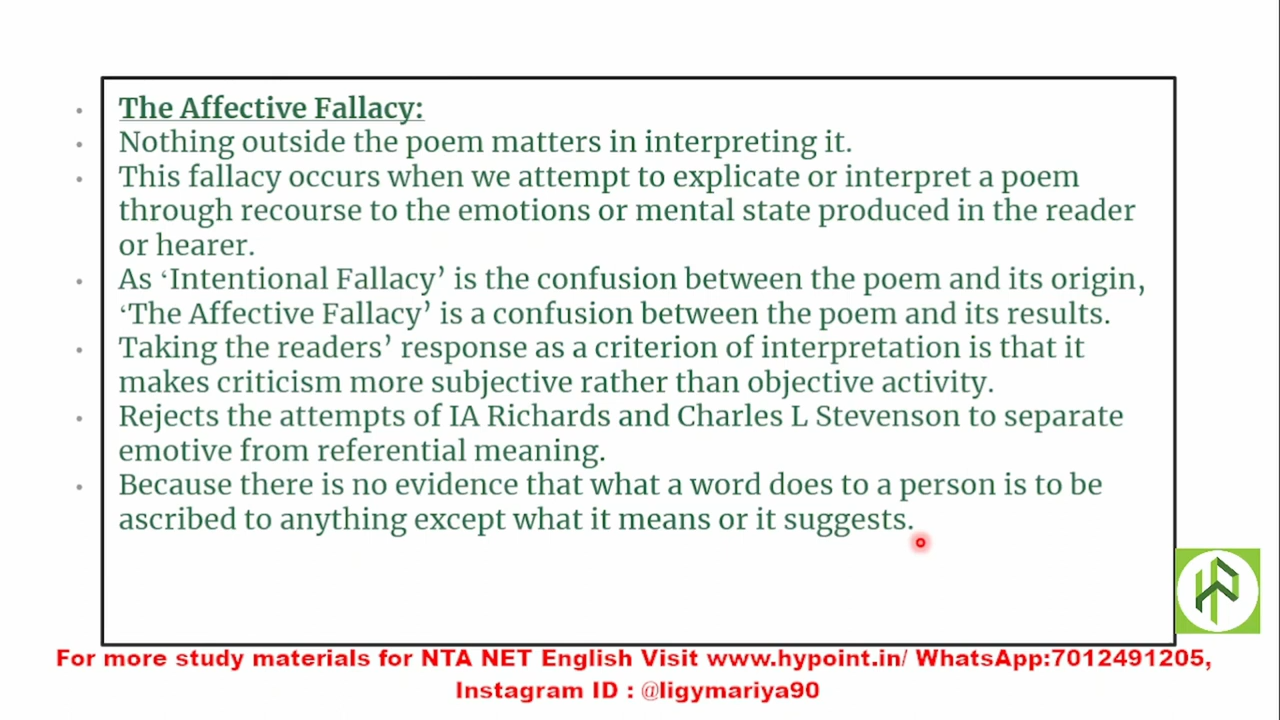 The Affective Fallacy:
Nothing outside the poem matters in interpreting it.
This fallacy occurs when we attempt to explicate or interpret a poem
through recourse to the emotions or mental state produced in the reader
or hearer.
As ‘Intentional Fallacy’ is the confusion between the poem and its origin,
‘The Affective Fallacy’ is a confusion between the poem and its results.
Taking the readers’ response as a criterion of interpretation is that it
makes criticism more subjective rather than objective activity.
Rejects the attempts of IA Richards and Charles L Stevenson to separate
emotive from referential meaning.
Because there is no evidence that what a word does to a person is to be
ascribed to anything except what it means or it suggests.
For more study materials for NTA NET English Visit www.hypoint.in/ WhatsApp:7012491205,
Instagram ID : @ligymariya90